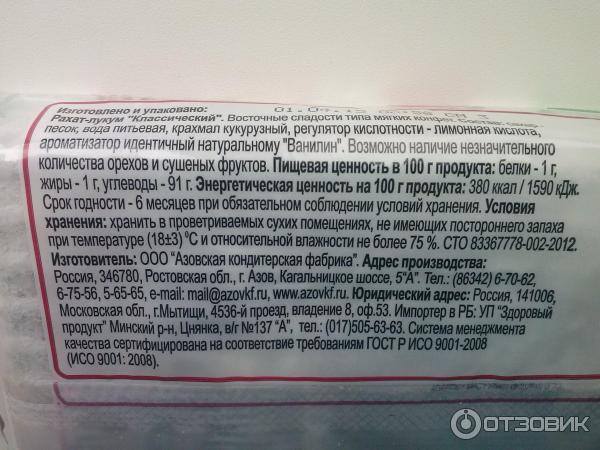 Изготовлено и упаковано:
Рахат-лукум "Классический". Восточные сладости типа мягких конфет. Состав: сахар-
песок, вода питьевая, крахмал кукурузный, регулятор кислотности - лимонная кислота,
ароматизатор идентичный натуральному "Ванилин". Возможно наличие незначительного
количества орехов и сушеных фруктов. Пищевая ценность в 100 г продукта: белки - 1 г,
жиры - 1 г, углеводы - 91 г. Энергетическая ценность на 100 г продукта: 380 ккал / 1590 кДж.
Срок годности - 6 месяцев при обязательном соблюдении условий хранения. Условия
хранения: хранить в проветриваемых сухих помещениях, не имеющих постороннего запаха
при температуре (18±3) °С и относительной влажности не более 75 %. СТО 83367778-002-2012.
Изготовитель: ООО "Азовская кондитерская фабрика". Адрес производства:
Россия, 346780, Ростовская обл., г. Азов, Кагальницкое шоссе, 5"А". Тел.: (86342) 6-70-62,
6-75-56, 5-65-65, e-mail: mail@azovkf.ru, www.azovkf.ru. Юридический адрес: Россия, 141006,
Московская обл., г.Мытищи, 4536-й проезд, владение 8, оф.53. Импортер в РБ: УП "Здоровый
продукт" Минский р-н, Цнянка, в/г №137 "А", тел.: (017)505-63-63. Система менеджмента
качества сертифицирована на соответствие требованиям ГОСТ Р ИСО 9001-2008
(ИСО 9001: 2008).
ОТЗОВИК